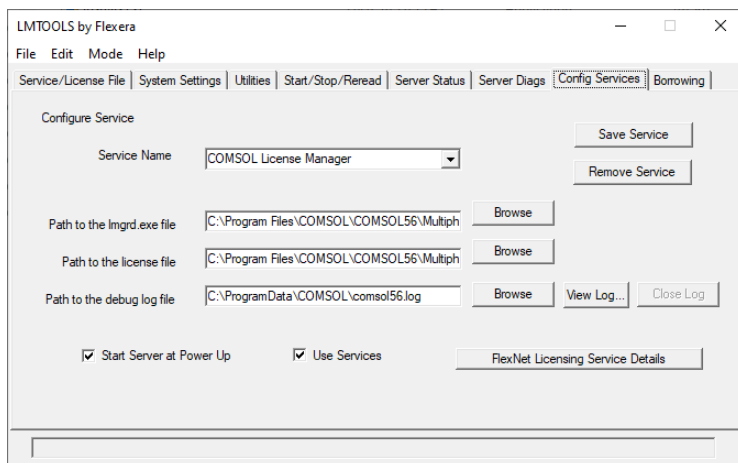 LMTOOLS by Flexera
File Edit Mode Help
Service/License File System Settings Utilities Start/Stop/Reread Server Status Server Diags Config Services Borrowing
Configure Service
Save Service
Service Name COMSOL License Manager
Remove Service
Path to the lmgrd.exe file C:\Program Files\COMSOL\COMSOL56\Multiph Browse
Path to the license file C:\Program Files\COMSOL\COMSOL56\Multiph Browse
Path to the debug log file C:\ProgramData\COMSOL\comsol56.log Browse View Log... Close Log
Start Server at Power Up Use Services FlexNet Licensing Service Details